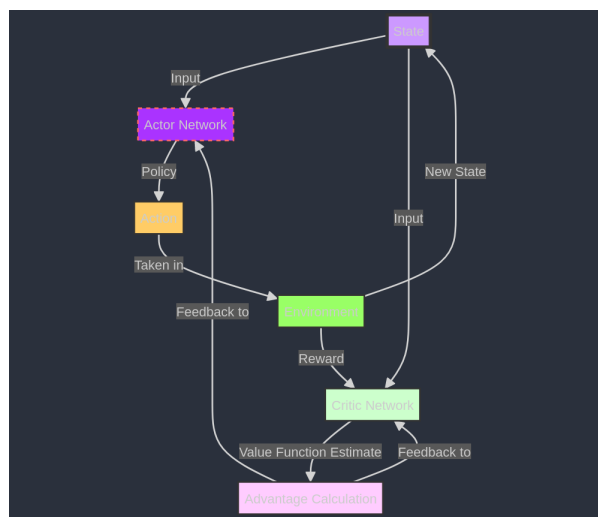 State
Input
Actor Network
Policy
New State
Action
Input
Taken in
Environment
Feedback to
Reward
Critic Network
Value Function Estimate
Feedback to
Advantage Calculation